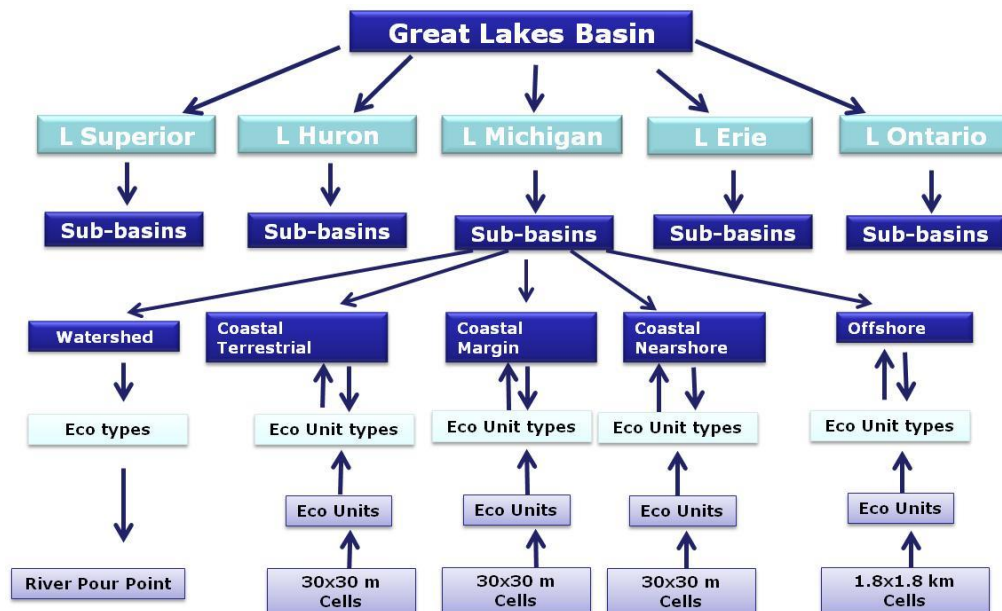 Great Lakes Basin
L Superior
L Huron
L Michigan
L Erie
L Ontario
Sub-basins
Sub-basins
Sub-basins
Sub-basins
Sub-basins
Watershed
Coastal
Terrestrial
Coastal
Margin
Coastal
Nearshore
Offshore
Eco types
Eco Unit types
Eco Unit types
Eco Unit types
Eco Unit types
Eco Units
Eco Units
Eco Units
Eco Units
River Pour Point
30x30 m
Cells
30x30 m
Cells
30x30 m
Cells
1.8x1.8 km
Cells